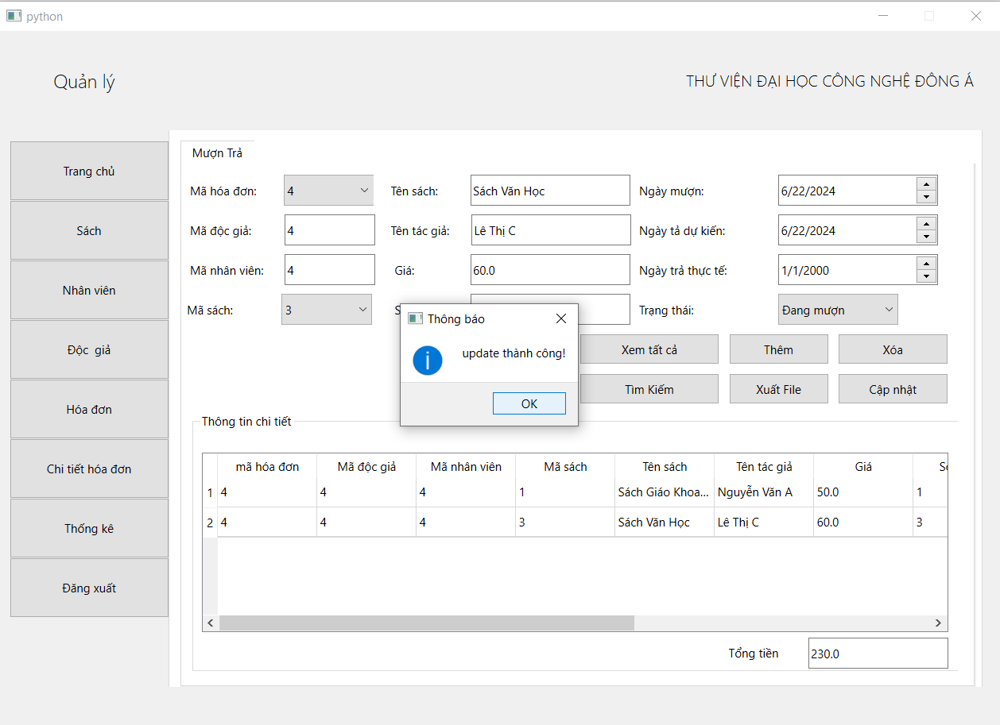 python
Quản lý
THƯ VIỆN ĐẠI HỌC CÔNG NGHỆ ĐÔNG Á
Trang chủ
Sách
Nhân viên
Độc giả
Hóa đơn
Chi tiết hóa đơn
Thống kê
Đăng xuất
Mượn Trả
Mã hóa đơn: 4 Tên sách: Sách Văn Học Ngày mượn: 6/22/2024
Mã độc giả: 4 Tên tác giả: Lê Thị C Ngày tả dự kiến: 6/22/2024
Mã nhân viên: 4 Giá: 60.0 Ngày trả thực tế: 1/1/2000
Mã sách: 3 Trạng thái: Đang mượn
Thông báo
update thành công!
OK
Xem tất cả Thêm Xóa
Tìm Kiếm Xuất File Cập nhật
Thông tin chi tiết
mã hóa đơn Mã độc giả Mã nhân viên Mã sách Tên sách Tên tác giả Giá
1 4 4 4 1 Sách Giáo Khoa... Nguyễn Văn A 50.0 1
2 4 4 4 3 Sách Văn Học Lê Thị C 60.0 3
Tổng tiền 230.0